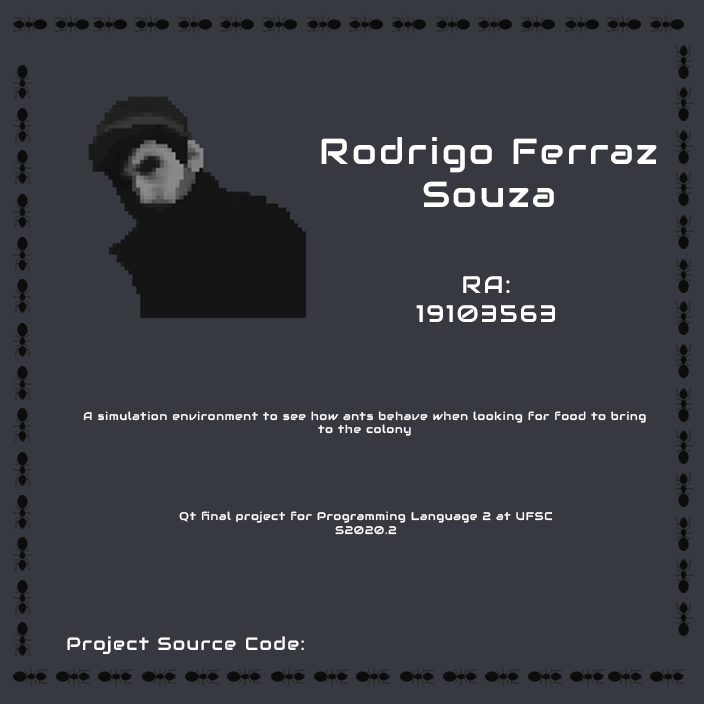 Rodrigo Ferraz
Souza
RA:
19103563
A simulation environment to see how ants behave when looking for food to bring
to the colony
Qt final project for Programming Language 2 at UFSC
S2020.2
Project Source Code: